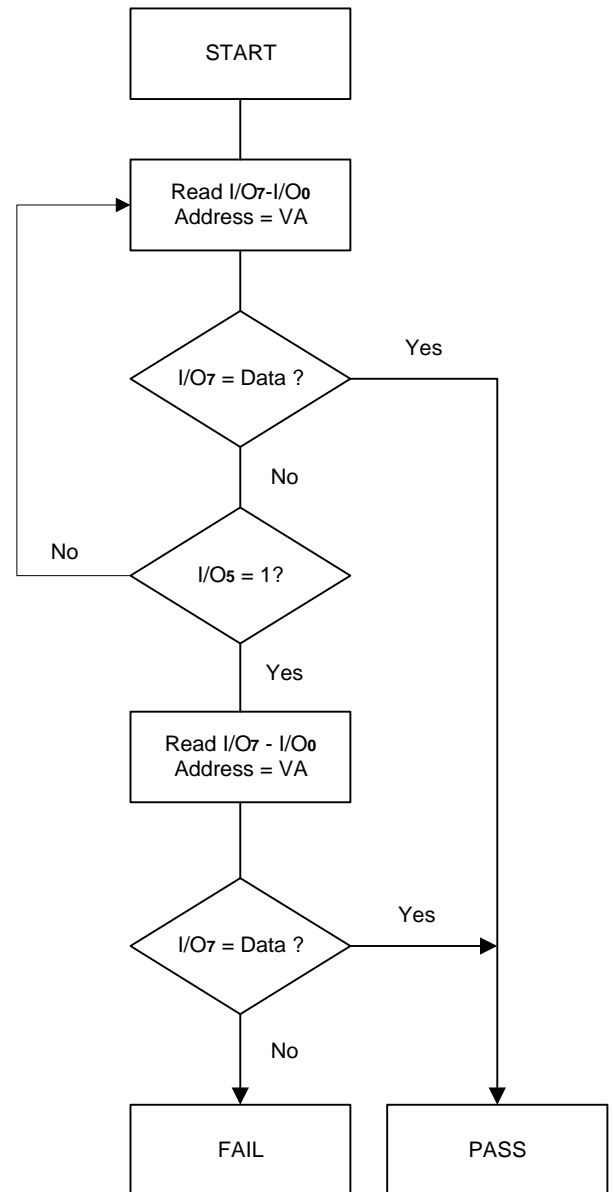 START
Read I/O7-I/O0
Address = VA
I/O7 = Data ?
Yes
No
I/O5 = 1?
No
Yes
Read I/O7 - I/O0
Address = VA
I/O7 = Data ?
Yes
No
FAIL
PASS